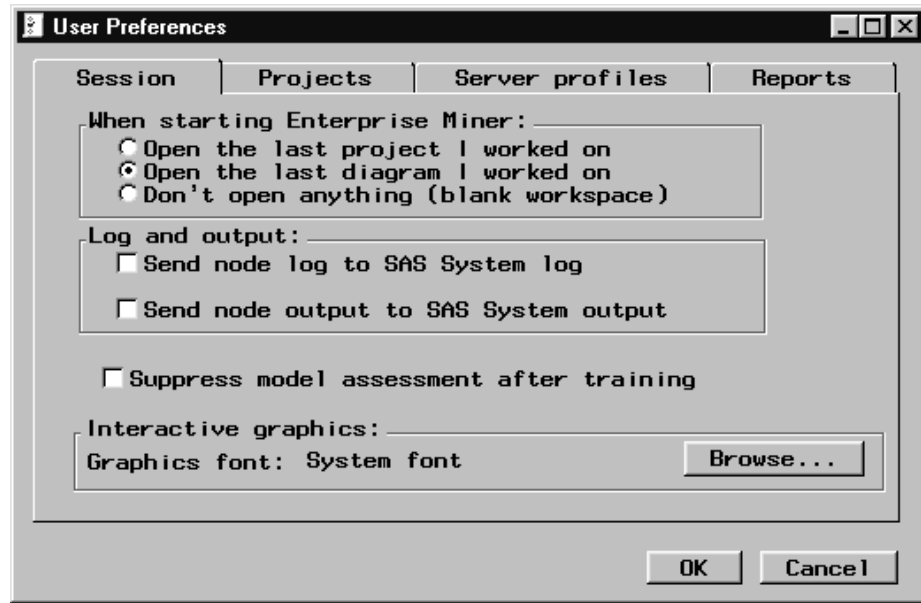 User Preferences
Session Projects Server profiles Reports
When starting Enterprise Miner:
Open the last project I worked on
Open the last diagram I worked on
Don't open anything (blank workspace)
Log and output:
Send node log to SAS System log
Send node output to SAS System output
Suppress model assessment after training
Interactive graphics:
Graphics font: System font Browse...
OK Cancel